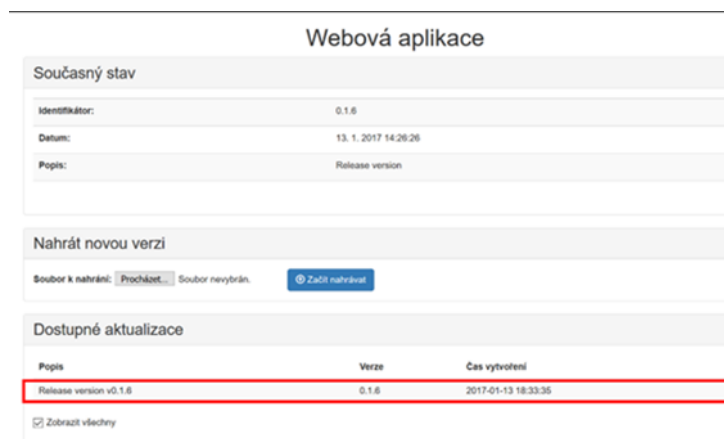 Webová aplikace
Současný stav
Identifikátor: 0.1.6
Datum: 13. 1. 2017 14:26:26
Popis: Release version
Nahrát novou verzi
Soubor k nahrání: Procházet... Soubor nevybrán. Začít nahrávat
Dostupné aktualizace
Popis Verze Čas vytvoření
Release version v0.1.6 0.1.6 2017-01-13 18:33:35
Zobrazit všechny